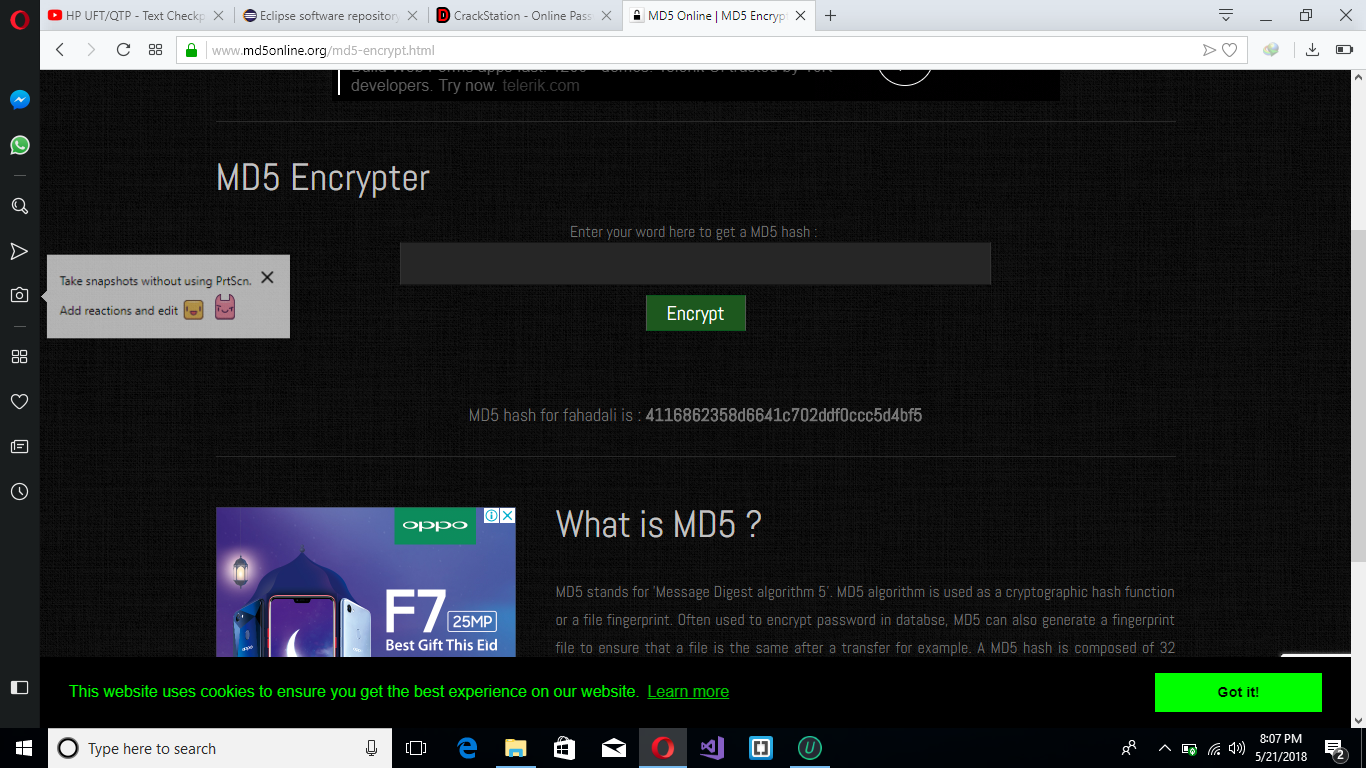 HP UFT/QTP - Text Checkp
Eclipse software repository
CrackStation - Online Pass
MD5 Online | MD5 Encrypt
www.md5online.org/md5-encrypt.html
developers. Try now. telerik.com
MD5 Encrypter
Enter your word here to get a MD5 hash :
Take snapshots without using PrtScn.
Add reactions and edit
Encrypt
MD5 hash for fahadali is : 4116862358d6641c702ddf0ccc5d4bf5
oppo
F7 25MP
Best Gift This Eid
What is MD5 ?
MD5 stands for 'Message Digest algorithm 5'. MD5 algorithm is used as a cryptographic hash function
or a file fingerprint. Often used to encrypt password in databse, MD5 can also generate a fingerprint
file to ensure that a file is the same after a transfer for example. A MD5 hash is composed of 32
This website uses cookies to ensure you get the best experience on our website. Learn more
Got it!
Type here to search
8:07 PM
5/21/2018
2